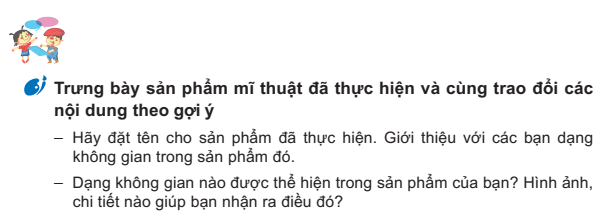 Trưng bày sản phẩm mĩ thuật đã thực hiện và cùng trao đổi các
nội dung theo gợi ý
– Hãy đặt tên cho sản phẩm đã thực hiện. Giới thiệu với các bạn dạng
không gian trong sản phẩm đó.
– Dạng không gian nào được thể hiện trong sản phẩm của bạn? Hình ảnh,
chi tiết nào giúp bạn nhận ra điều đó?